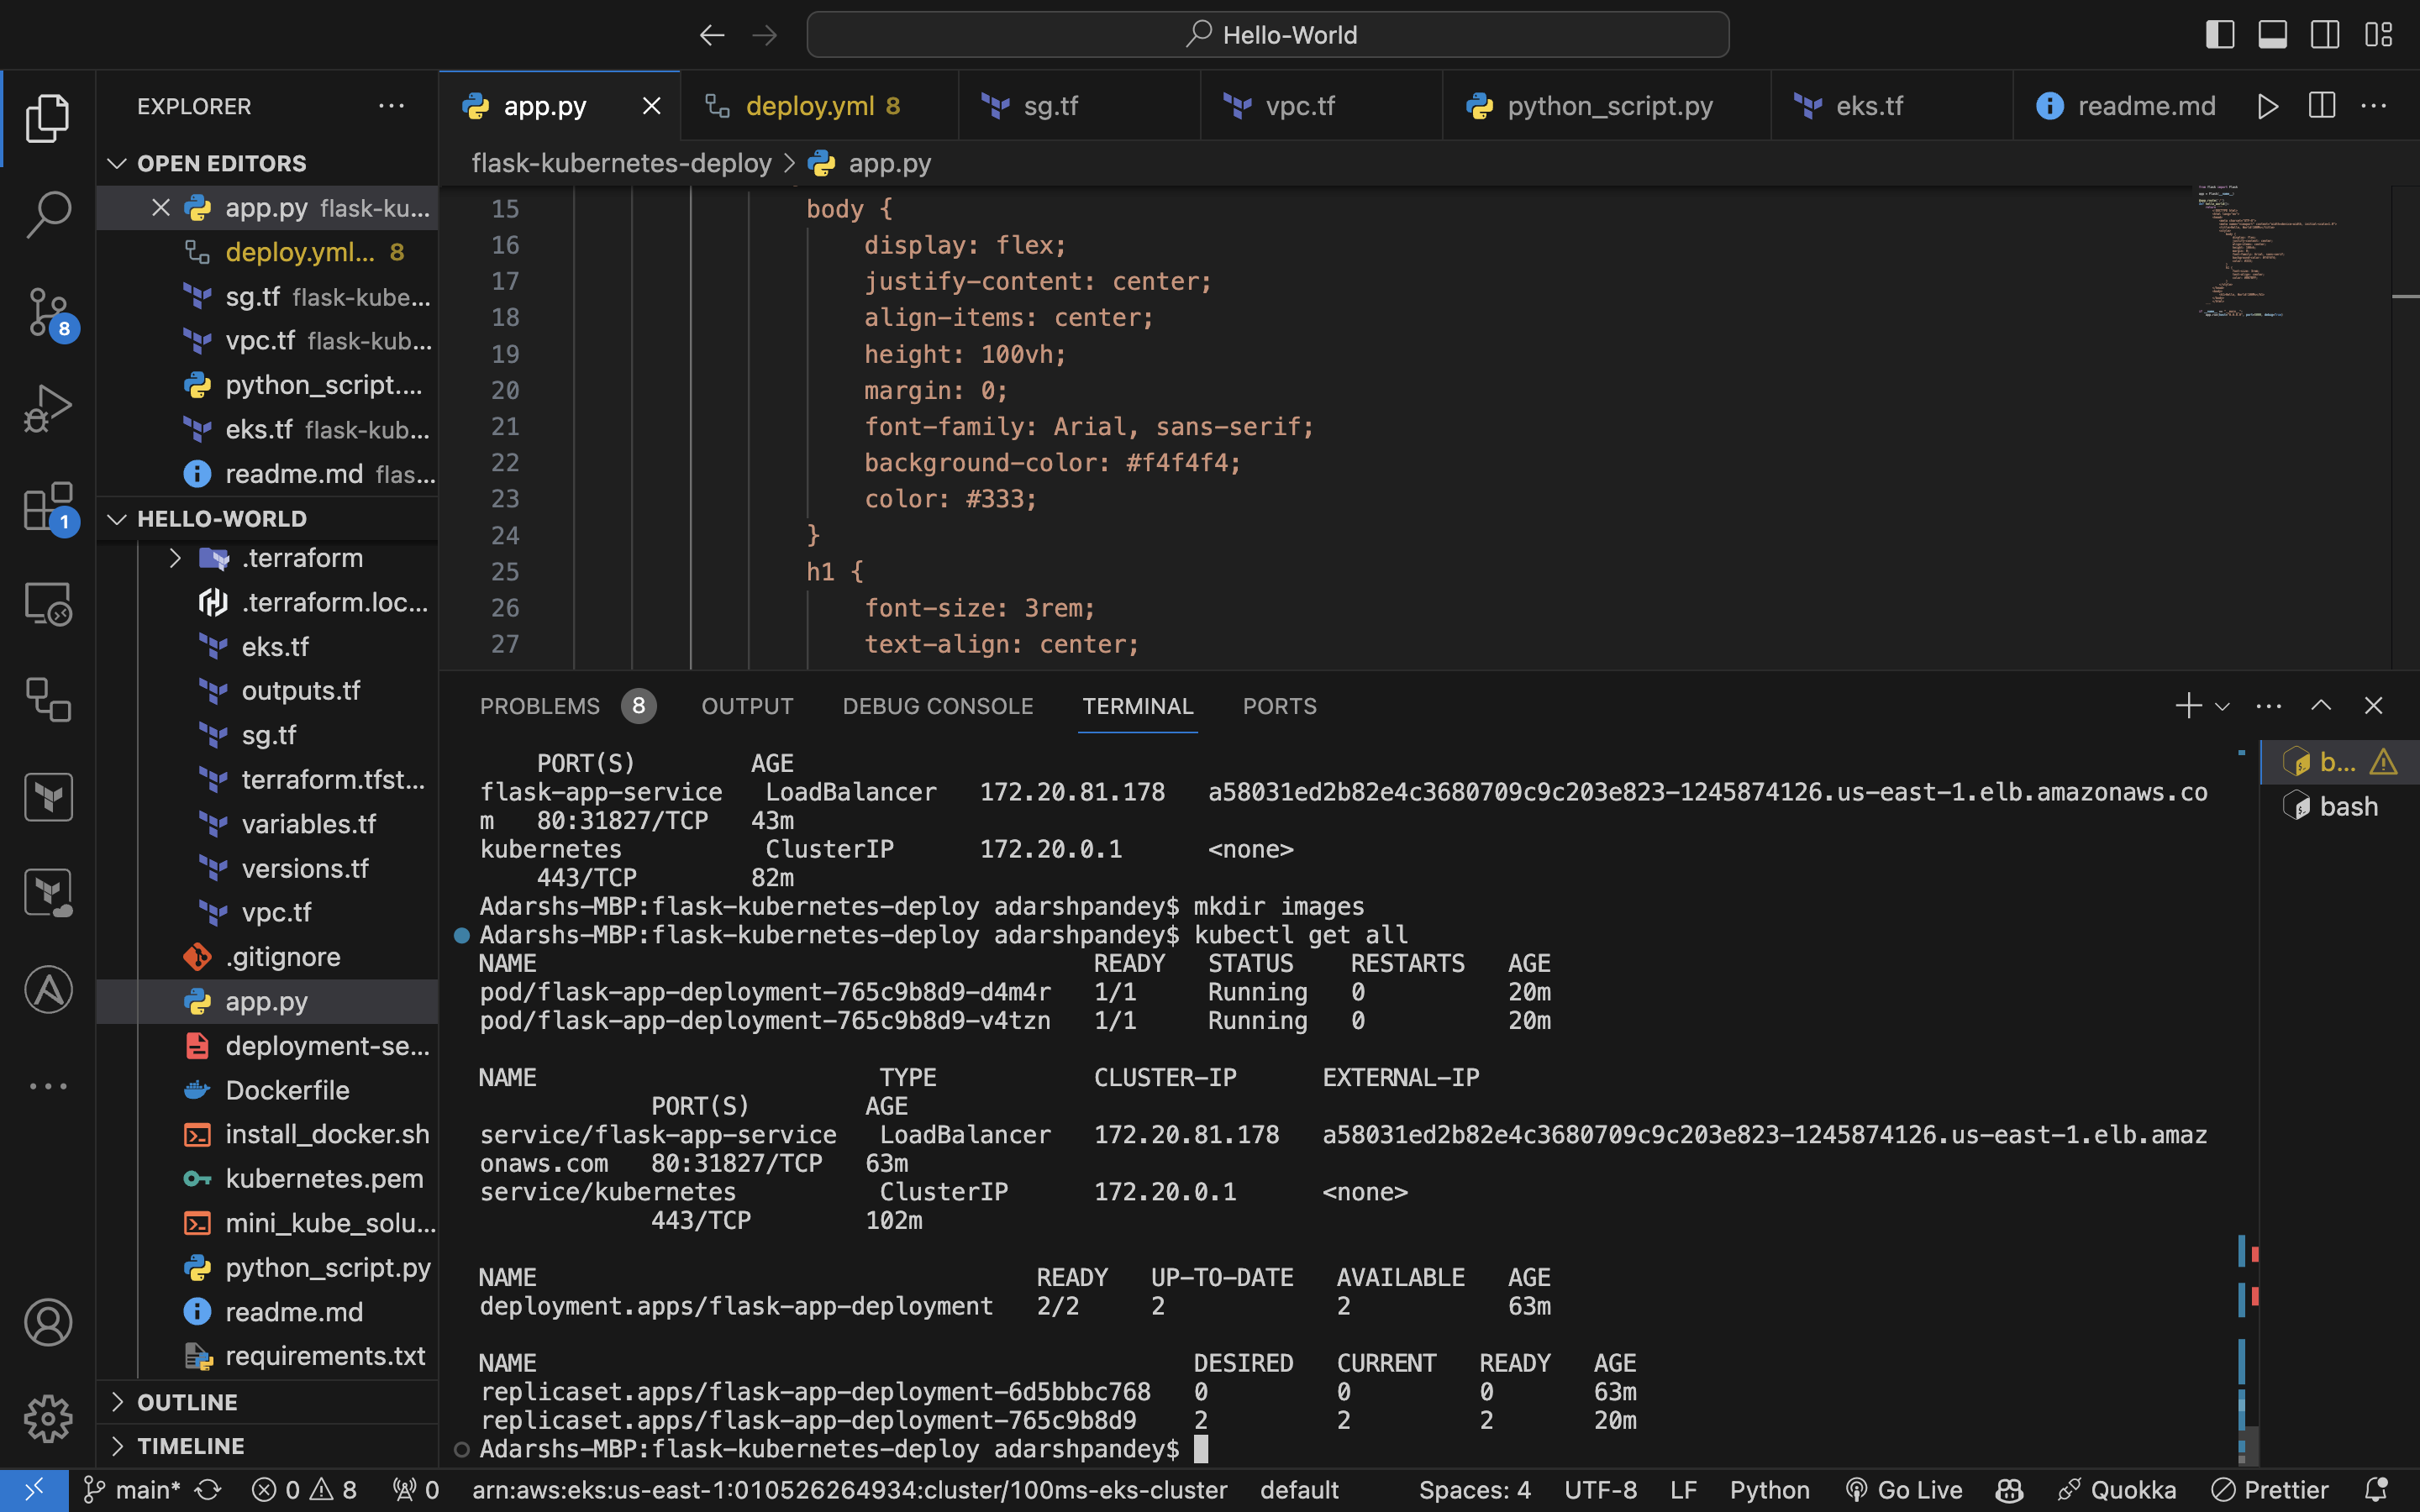 Hello-World
EXPLORER
app.py
deploy.yml 8
sg.tf
vpc.tf
python_script.py
eks.tf
readme.md
OPEN EDITORS
app.py flask-ku...
deploy.yml... 8
sg.tf flask-kube...
vpc.tf flask-kub...
python_script....
eks.tf flask-kub...
readme.md flas...
HELLO-WORLD
.terraform
.terraform.loc...
eks.tf
outputs.tf
sg.tf
terraform.tfst...
variables.tf
versions.tf
vpc.tf
.gitignore
app.py
deployment-se...
Dockerfile
install_docker.sh
kubernetes.pem
mini_kube_solu...
python_script.py
readme.md
requirements.txt
OUTLINE
TIMELINE
8
1
flask-kubernetes-deploy > app.py
15 body {
16 display: flex;
17 justify-content: center;
18 align-items: center;
19 height: 100vh;
20 margin: 0;
21 font-family: Arial, sans-serif;
22 background-color: #f4f4f4;
23 color: #333;
24 }
25 h1 {
26 font-size: 3rem;
27 text-align: center;
PROBLEMS 8 OUTPUT DEBUG CONSOLE TERMINAL PORTS
PORT(S) AGE
flask-app-service LoadBalancer 172.20.81.178 a58031ed2b82e4c3680709c9c203e823-1245874126.us-east-1.elb.amazonaws.co
m 80:31827/TCP 43m
kubernetes ClusterIP 172.20.0.1 <none>
443/TCP 82m
Adarshs-MBP:flask-kubernetes-deploy adarshpandey$ mkdir images
Adarshs-MBP:flask-kubernetes-deploy adarshpandey$ kubectl get all
NAME READY STATUS RESTARTS AGE
pod/flask-app-deployment-765c9b8d9-d4m4r 1/1 Running 0 20m
pod/flask-app-deployment-765c9b8d9-v4tzn 1/1 Running 0 20m
NAME TYPE CLUSTER-IP EXTERNAL-IP
PORT(S) AGE
service/flask-app-service LoadBalancer 172.20.81.178 a58031ed2b82e4c3680709c9c203e823-1245874126.us-east-1.elb.amaz
onaws.com 80:31827/TCP 63m
service/kubernetes ClusterIP 172.20.0.1 <none>
443/TCP 102m
NAME READY UP-TO-DATE AVAILABLE AGE
deployment.apps/flask-app-deployment 2/2 2 2 63m
NAME DESIRED CURRENT READY AGE
replicaset.apps/flask-app-deployment-6d5bbbc768 0 0 0 63m
replicaset.apps/flask-app-deployment-765c9b8d9 2 2 2 20m
Adarshs-MBP:flask-kubernetes-deploy adarshpandey$
b...
bash
main* 0 8 0 arn:aws:eks:us-east-1:010526264934:cluster/100ms-eks-cluster default Spaces: 4 UTF-8 LF Python Go Live Quokka Prettier